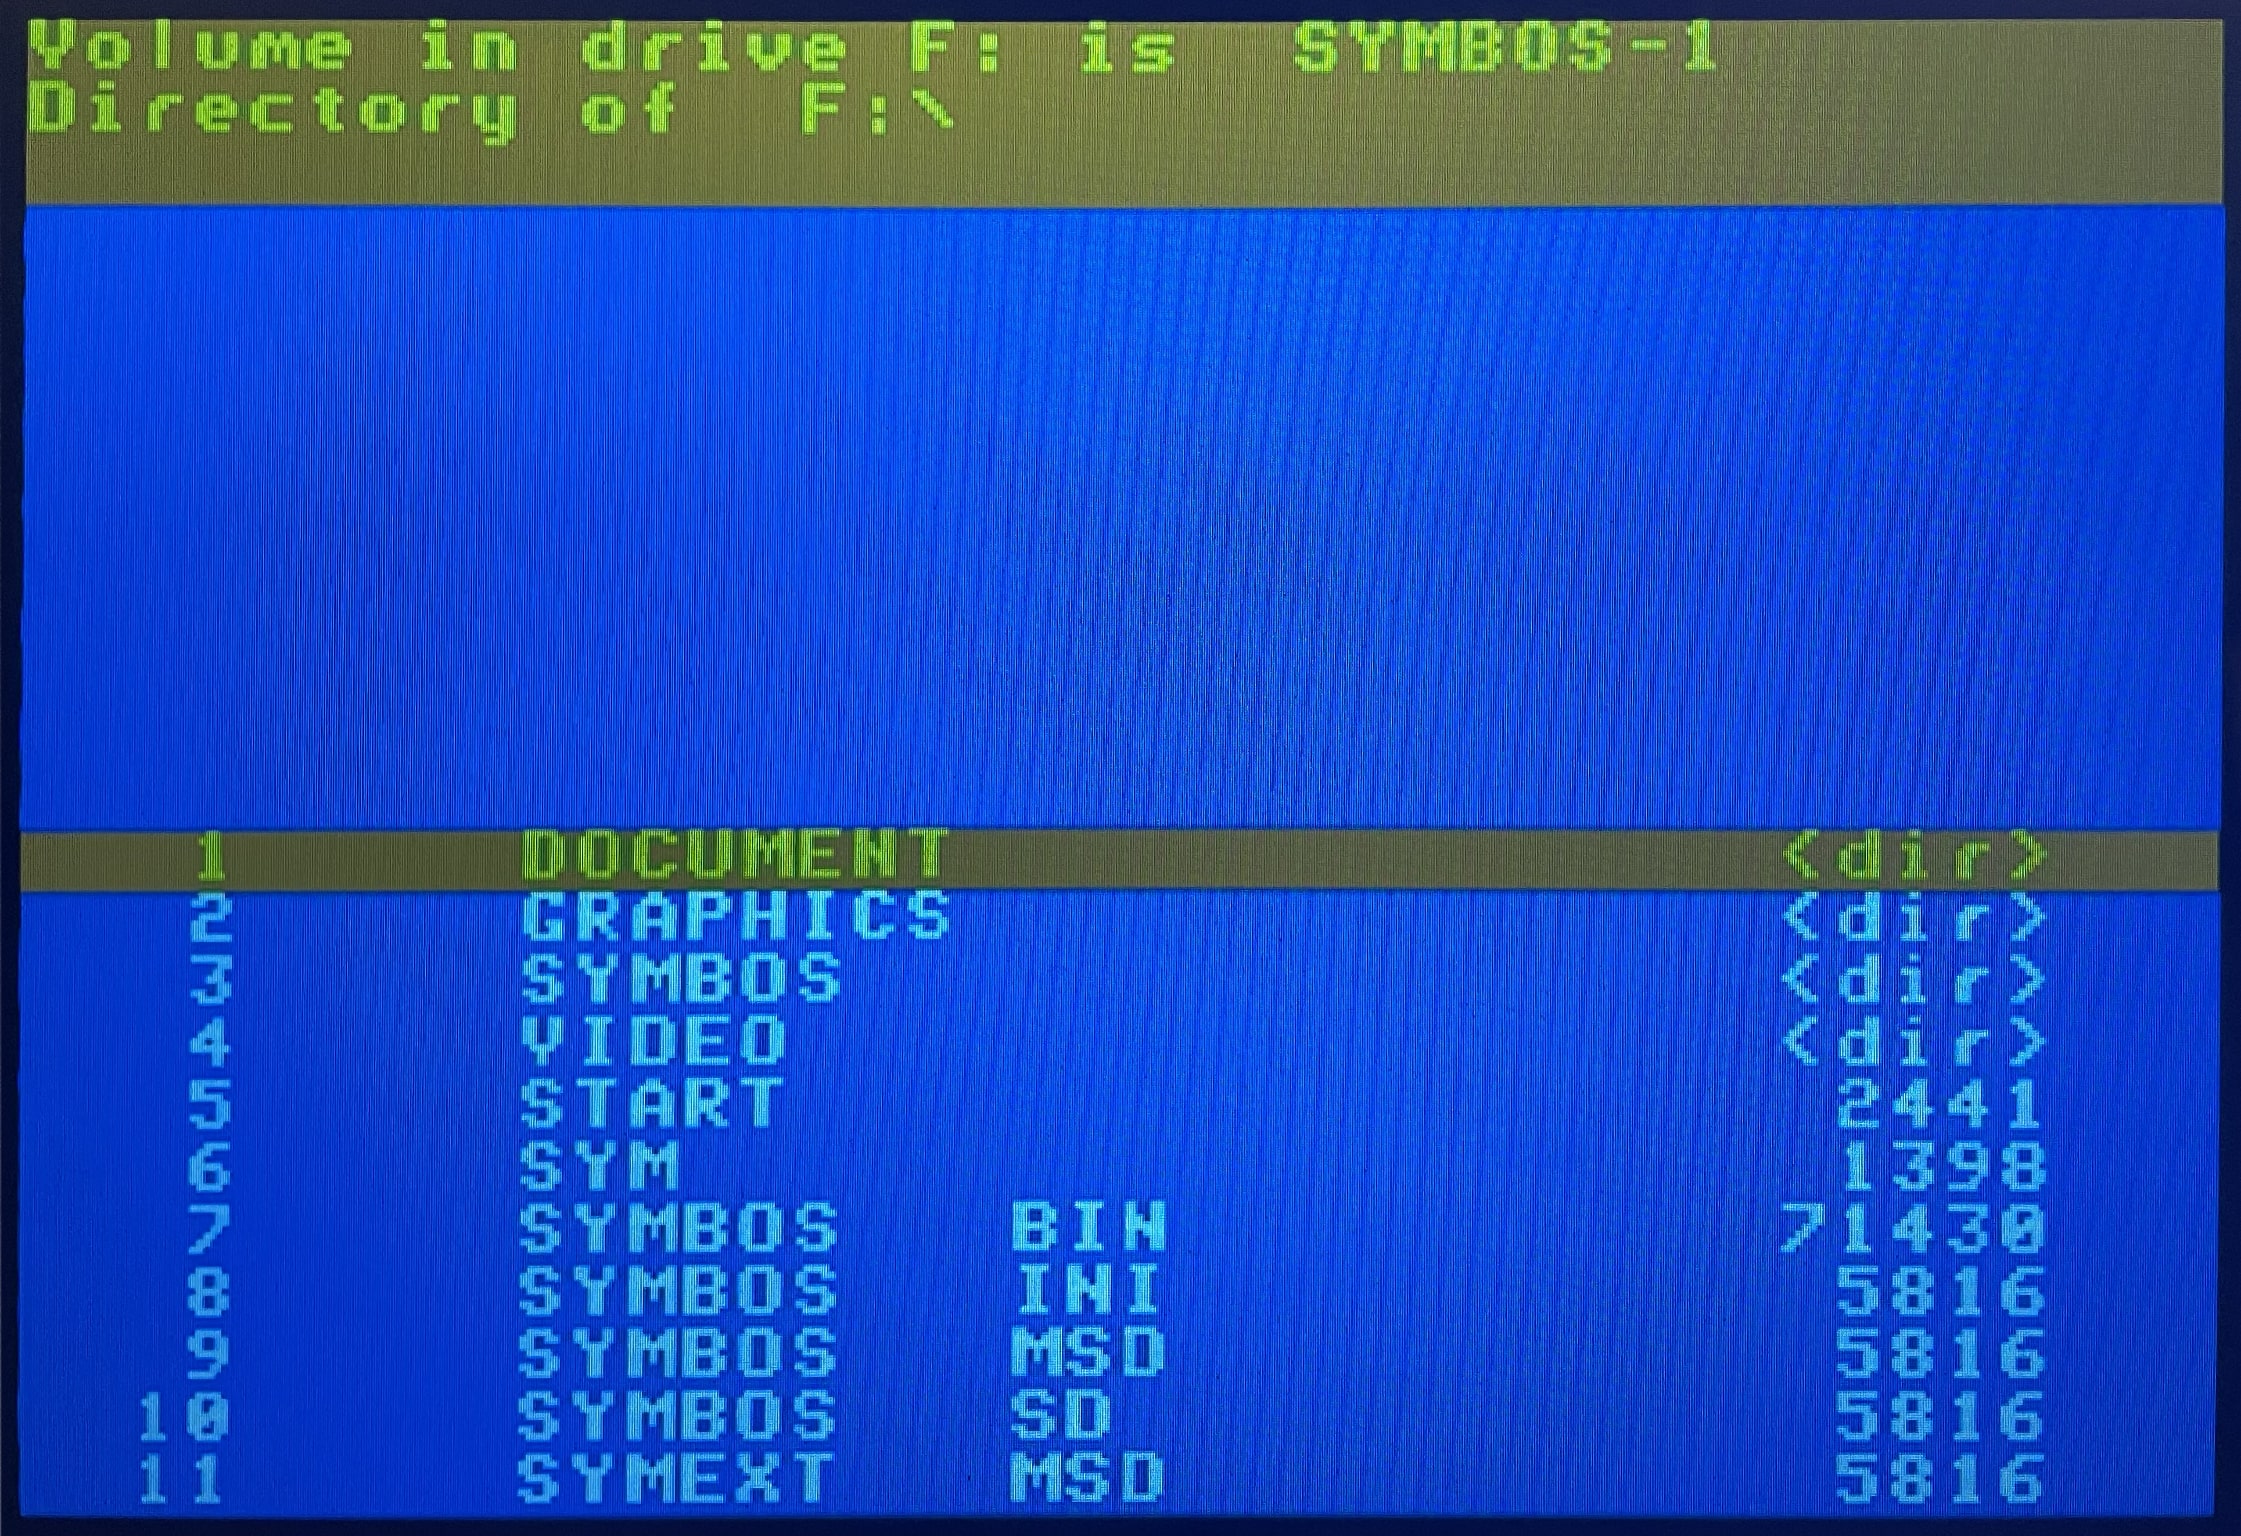 Volume in drive F: is  SYMBOS-1
Directory of  F:\
1 DOCUMENT <dir>
2 GRAPHICS <dir>
3 SYMBOS <dir>
4 VIDEO <dir>
5 START 2441
6 SYM 1398
7 SYMBOS BIN 71430
8 SYMBOS INI 5816
9 SYMBOS MSD 5816
10 SYMBOS SD 5816
11 SYMEXT MSD 5816